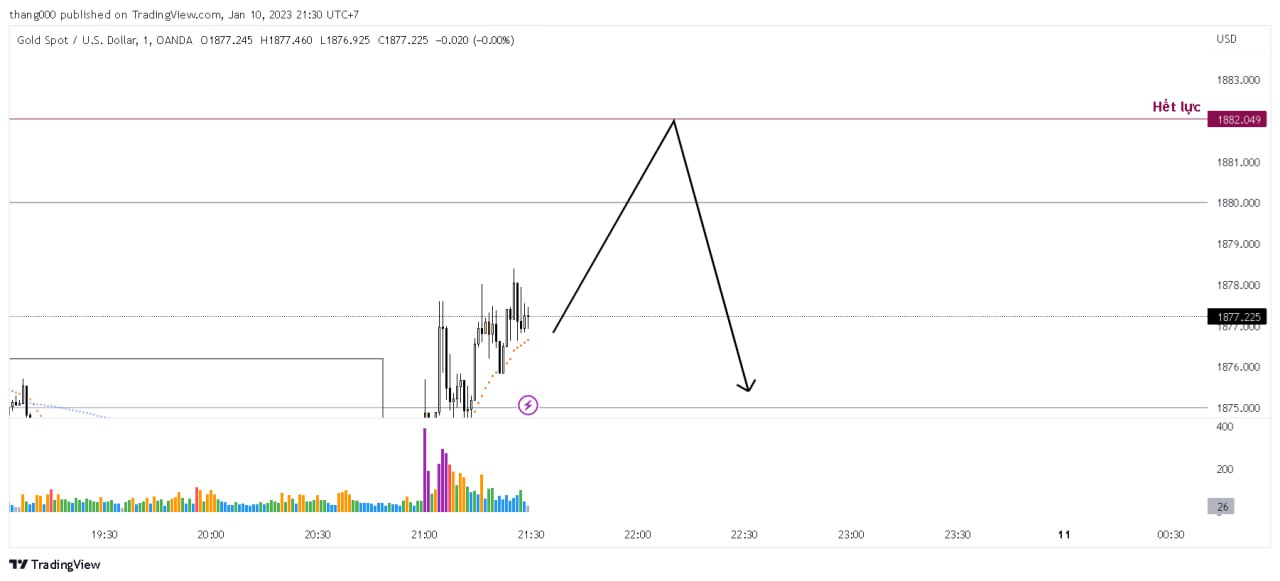 thang000 published on TradingView.com, Jan 10, 2023 21:30 UTC+7
Gold Spot / U.S. Dollar, 1, OANDA O1877.245 H1877.460 L1876.925 C1877.225 −0.020 (−0.00%)
USD
1883.000
Hết lực
1882.049
1881.000
1880.000
1879.000
1878.000
1877.225
1877.000
1876.000
1875.000
400
200
26
19:30 20:00 20:30 21:00 21:30 22:00 22:30 23:00 23:30 11 00:30
TradingView